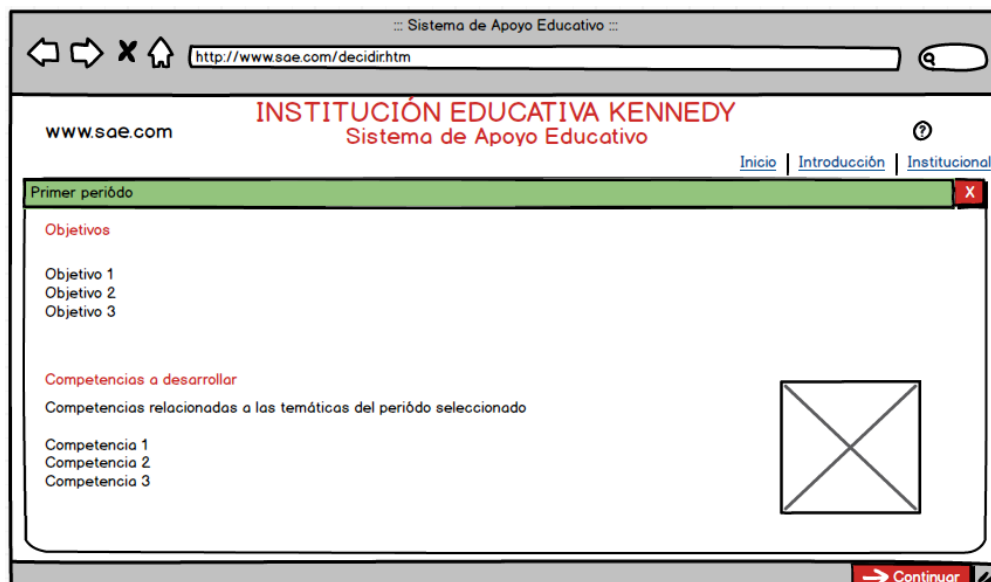 ::: Sistema de Apoyo Educativo :::
http://www.sae.com/decidir.htm
INSTITUCIÓN EDUCATIVA KENNEDY
www.sae.com
Sistema de Apoyo Educativo
?
Inicio | Introducción | Institucional
Primer periódo
X
Objetivos
Objetivo 1
Objetivo 2
Objetivo 3
Competencias a desarrollar
Competencias relacionadas a las temáticas del periódo seleccionado
Competencia 1
Competencia 2
Competencia 3
Continuar